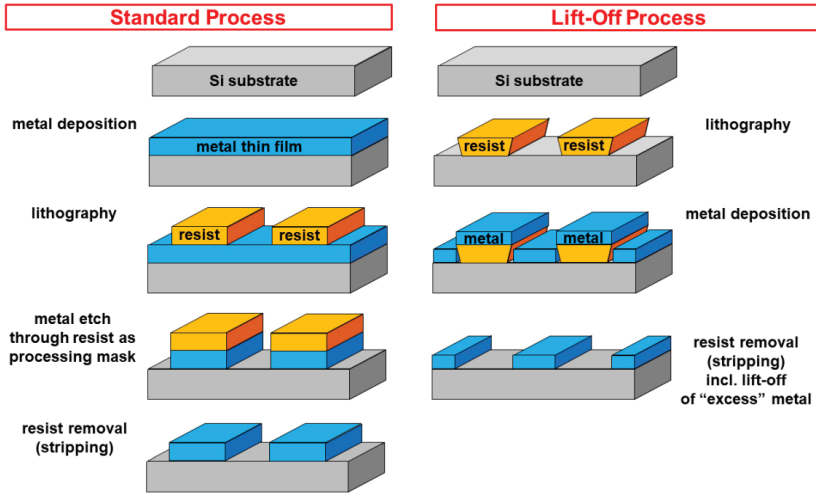 Standard Process
Si substrate
metal deposition
metal thin film
lithography
resist
resist
metal etch
through resist as
processing mask
resist removal
(stripping)
Lift-Off Process
Si substrate
lithography
resist
resist
metal deposition
metal
metal
resist removal
(stripping)
incl. lift-off
of “excess” metal